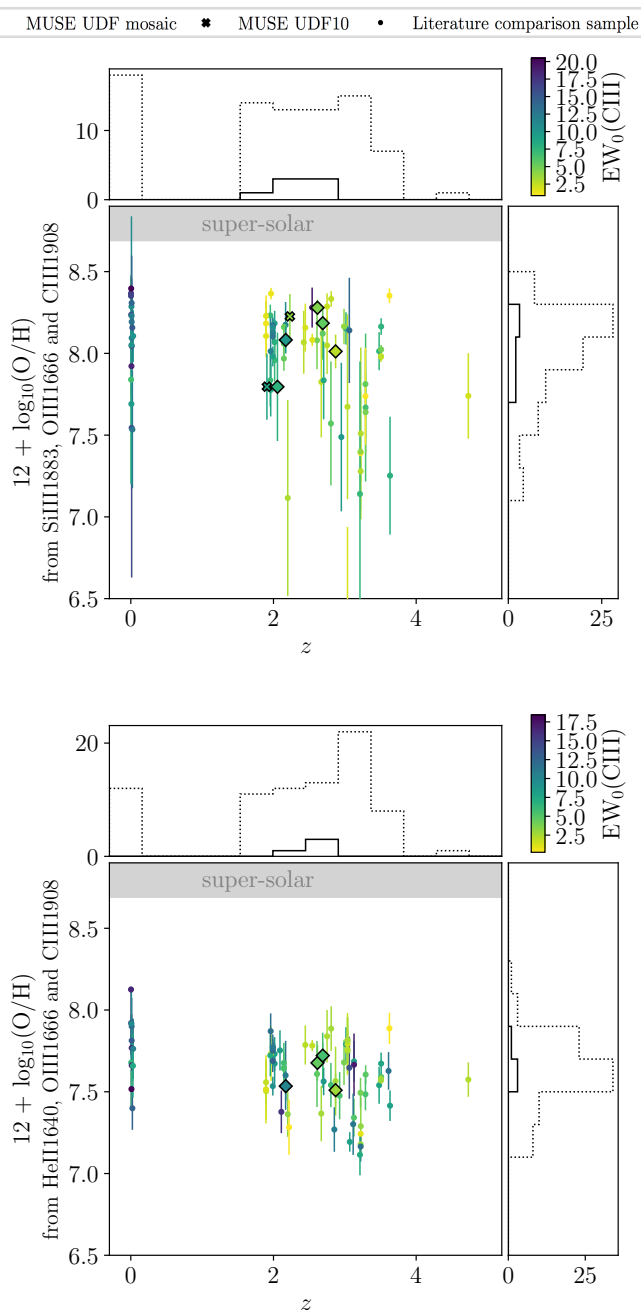 MUSE UDF mosaic MUSE UDF10 Literature comparison sample
10
0
20.0
17.5
15.0
12.5
10.0
7.5
5.0
2.5
EW₀(CIII)
super-solar
8.5
8.0
7.5
7.0
6.5
12 + log₁₀(O/H)
from SiIII1883, OIII1666 and CIII1908
0 2 4
z
0 25
20
0
17.5
15.0
12.5
10.0
7.5
5.0
2.5
EW₀(CIII)
super-solar
8.5
8.0
7.5
7.0
6.5
12 + log₁₀(O/H)
from HeII1640, OIII1666 and CIII1908
0 2 4
z
0 25